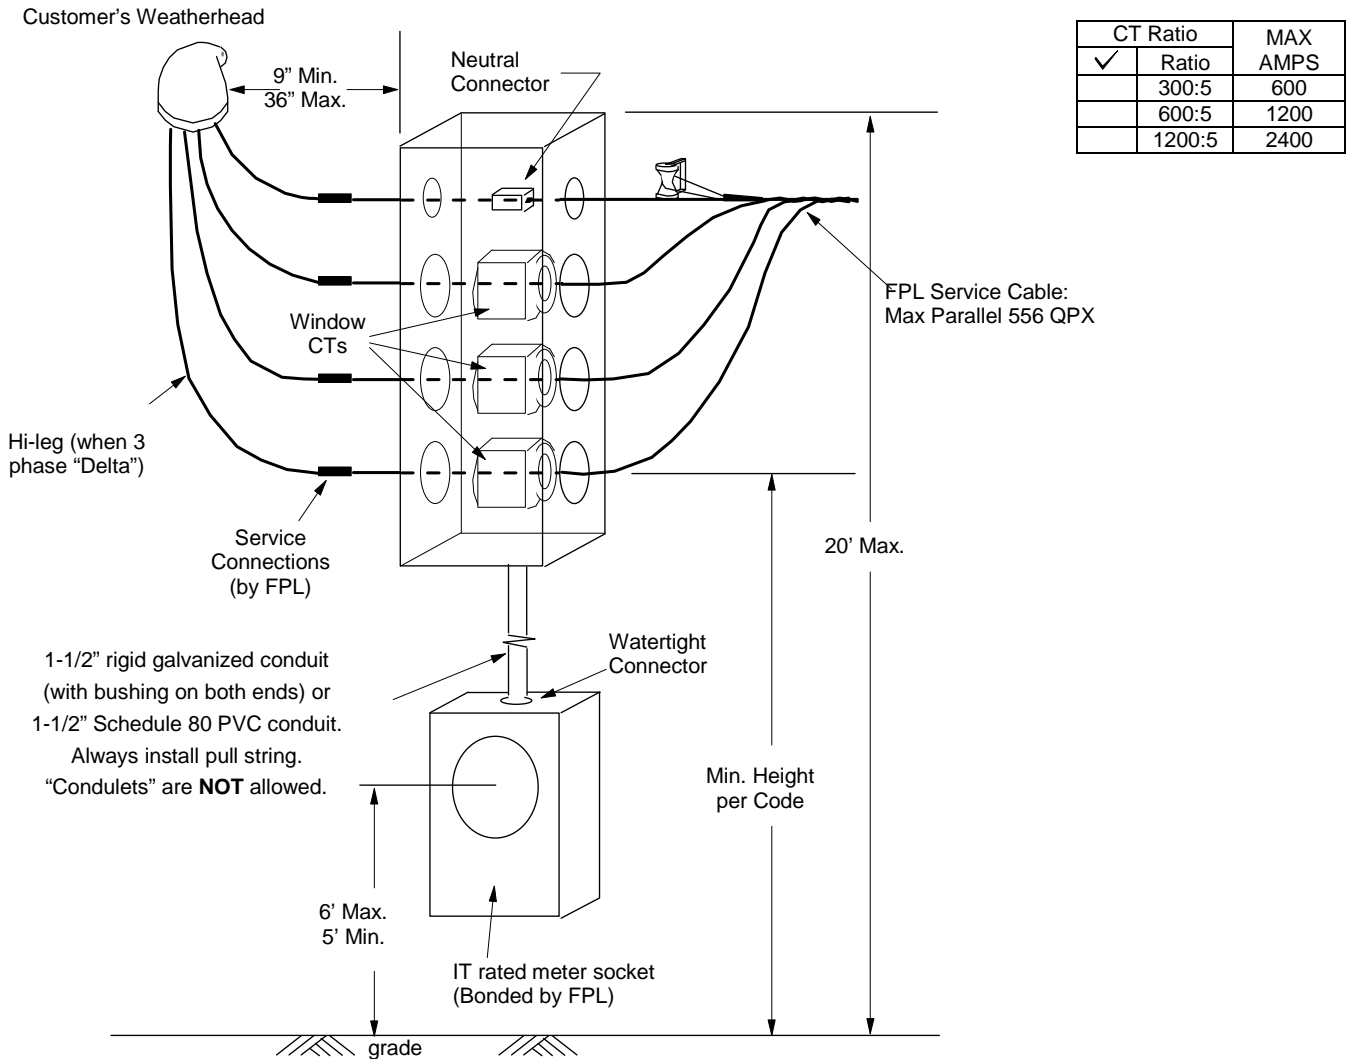 Customer's Weatherhead
9” Min.
36” Max.
Neutral
Connector
CT Ratio
MAX
AMPS
✓ Ratio
300:5 600
600:5 1200
1200:5 2400
FPL Service Cable:
Max Parallel 556 QPX
Window
CTs
Hi-leg (when 3
phase “Delta”)
Service
Connections
(by FPL)
20’ Max.
1-1/2” rigid galvanized conduit
(with bushing on both ends) or
1-1/2” Schedule 80 PVC conduit.
Always install pull string.
“Condulets” are NOT allowed.
Watertight
Connector
Min. Height
per Code
6’ Max.
5’ Min.
IT rated meter socket
(Bonded by FPL)
grade